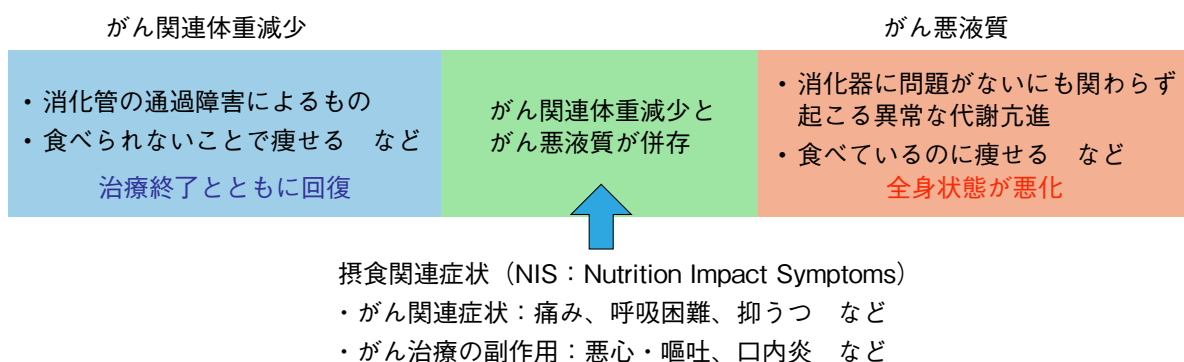 がん関連体重減少
がん悪液質
・消化管の通過障害によるもの
・食べられないことで痩せる　など
治療終了とともに回復
がん関連体重減少と
がん悪液質が併存
・消化器に問題がないにも関わらず
起こる異常な代謝亢進
・食べているのに痩せる　など
全身状態が悪化
摂食関連症状（NIS：Nutrition Impact Symptoms）
・がん関連症状：痛み、呼吸困難、抑うつ　など
・がん治療の副作用：悪心・嘔吐、口内炎　など